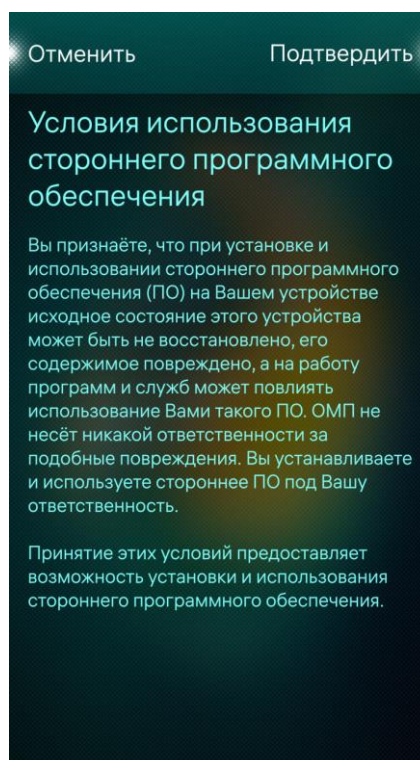 Отменить
Подтвердить
Условия использования
стороннего программного
обеспечения
Вы признаёте, что при установке и
использовании стороннего программного
обеспечения (ПО) на Вашем устройстве
исходное состояние этого устройства
может быть не восстановлено, его
содержимое повреждено, а на работу
программ и служб может повлиять
использование Вами такого ПО. ОМП не
несёт никакой ответственности за
подобные повреждения. Вы устанавливаете
и используете стороннее ПО под Вашу
ответственность.
Принятие этих условий предоставляет
возможность установки и использования
стороннего программного обеспечения.